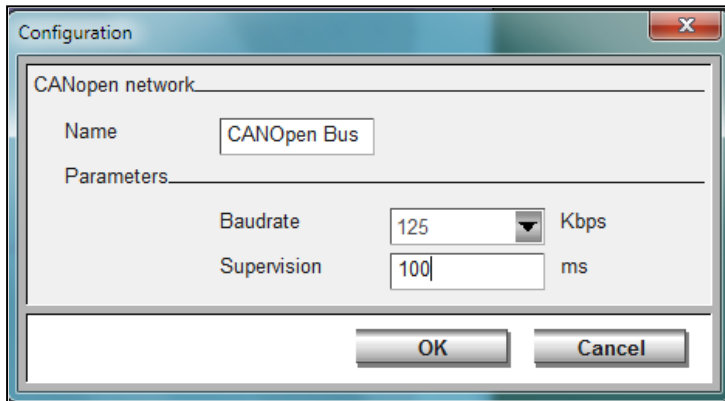 Configuration
X
CANopen network
Name CANOpen Bus
Parameters
Baudrate 125 Kbps
Supervision 100 ms
OK Cancel